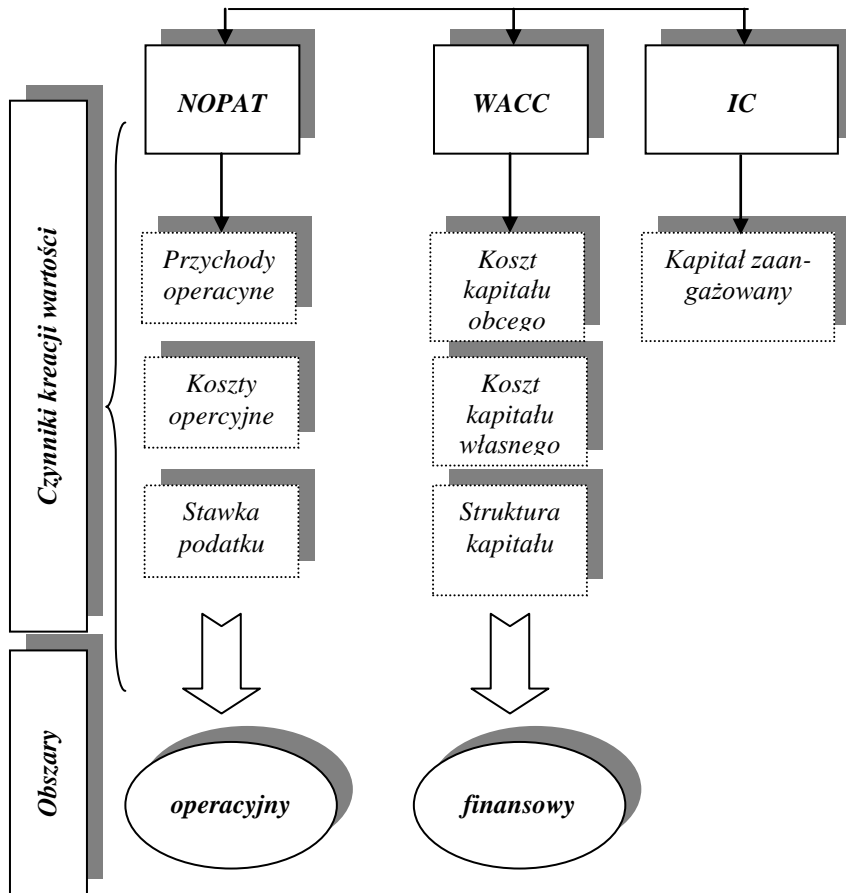 NOPAT
WACC
IC
Czynniki kreacji wartości
Przychody
operacyne
Koszt
kapitału
obcego
Kapitał zaan-
gażowany
Koszty
opercyjne
Koszt
kapitału
własnego
Stawka
podatku
Struktura
kapitału
Obszary
operacyjny
finansowy